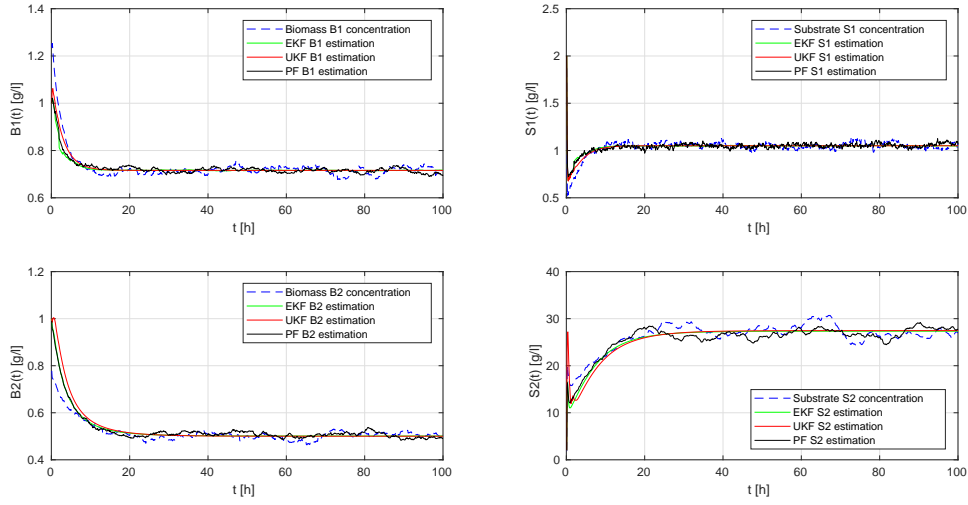 1.4
1.2
1
0.8
0.6
B1(t) [g/l]
Biomass B1 concentration
EKF B1 estimation
UKF B1 estimation
PF B1 estimation
0 20 40 60 80 100
t [h]
2.5
2
1.5
1
0.5
S1(t) [g/l]
Substrate S1 concentration
EKF S1 estimation
UKF S1 estimation
PF S1 estimation
0 20 40 60 80 100
t [h]
1.2
1
0.8
0.6
0.4
B2(t) [g/l]
Biomass B2 concentration
EKF B2 estimation
UKF B2 estimation
PF B2 estimation
0 20 40 60 80 100
t [h]
40
30
20
10
0
S2(t) [g/l]
Substrate S2 concentration
EKF S2 estimation
UKF S2 estimation
PF S2 estimation
0 20 40 60 80 100
t [h]